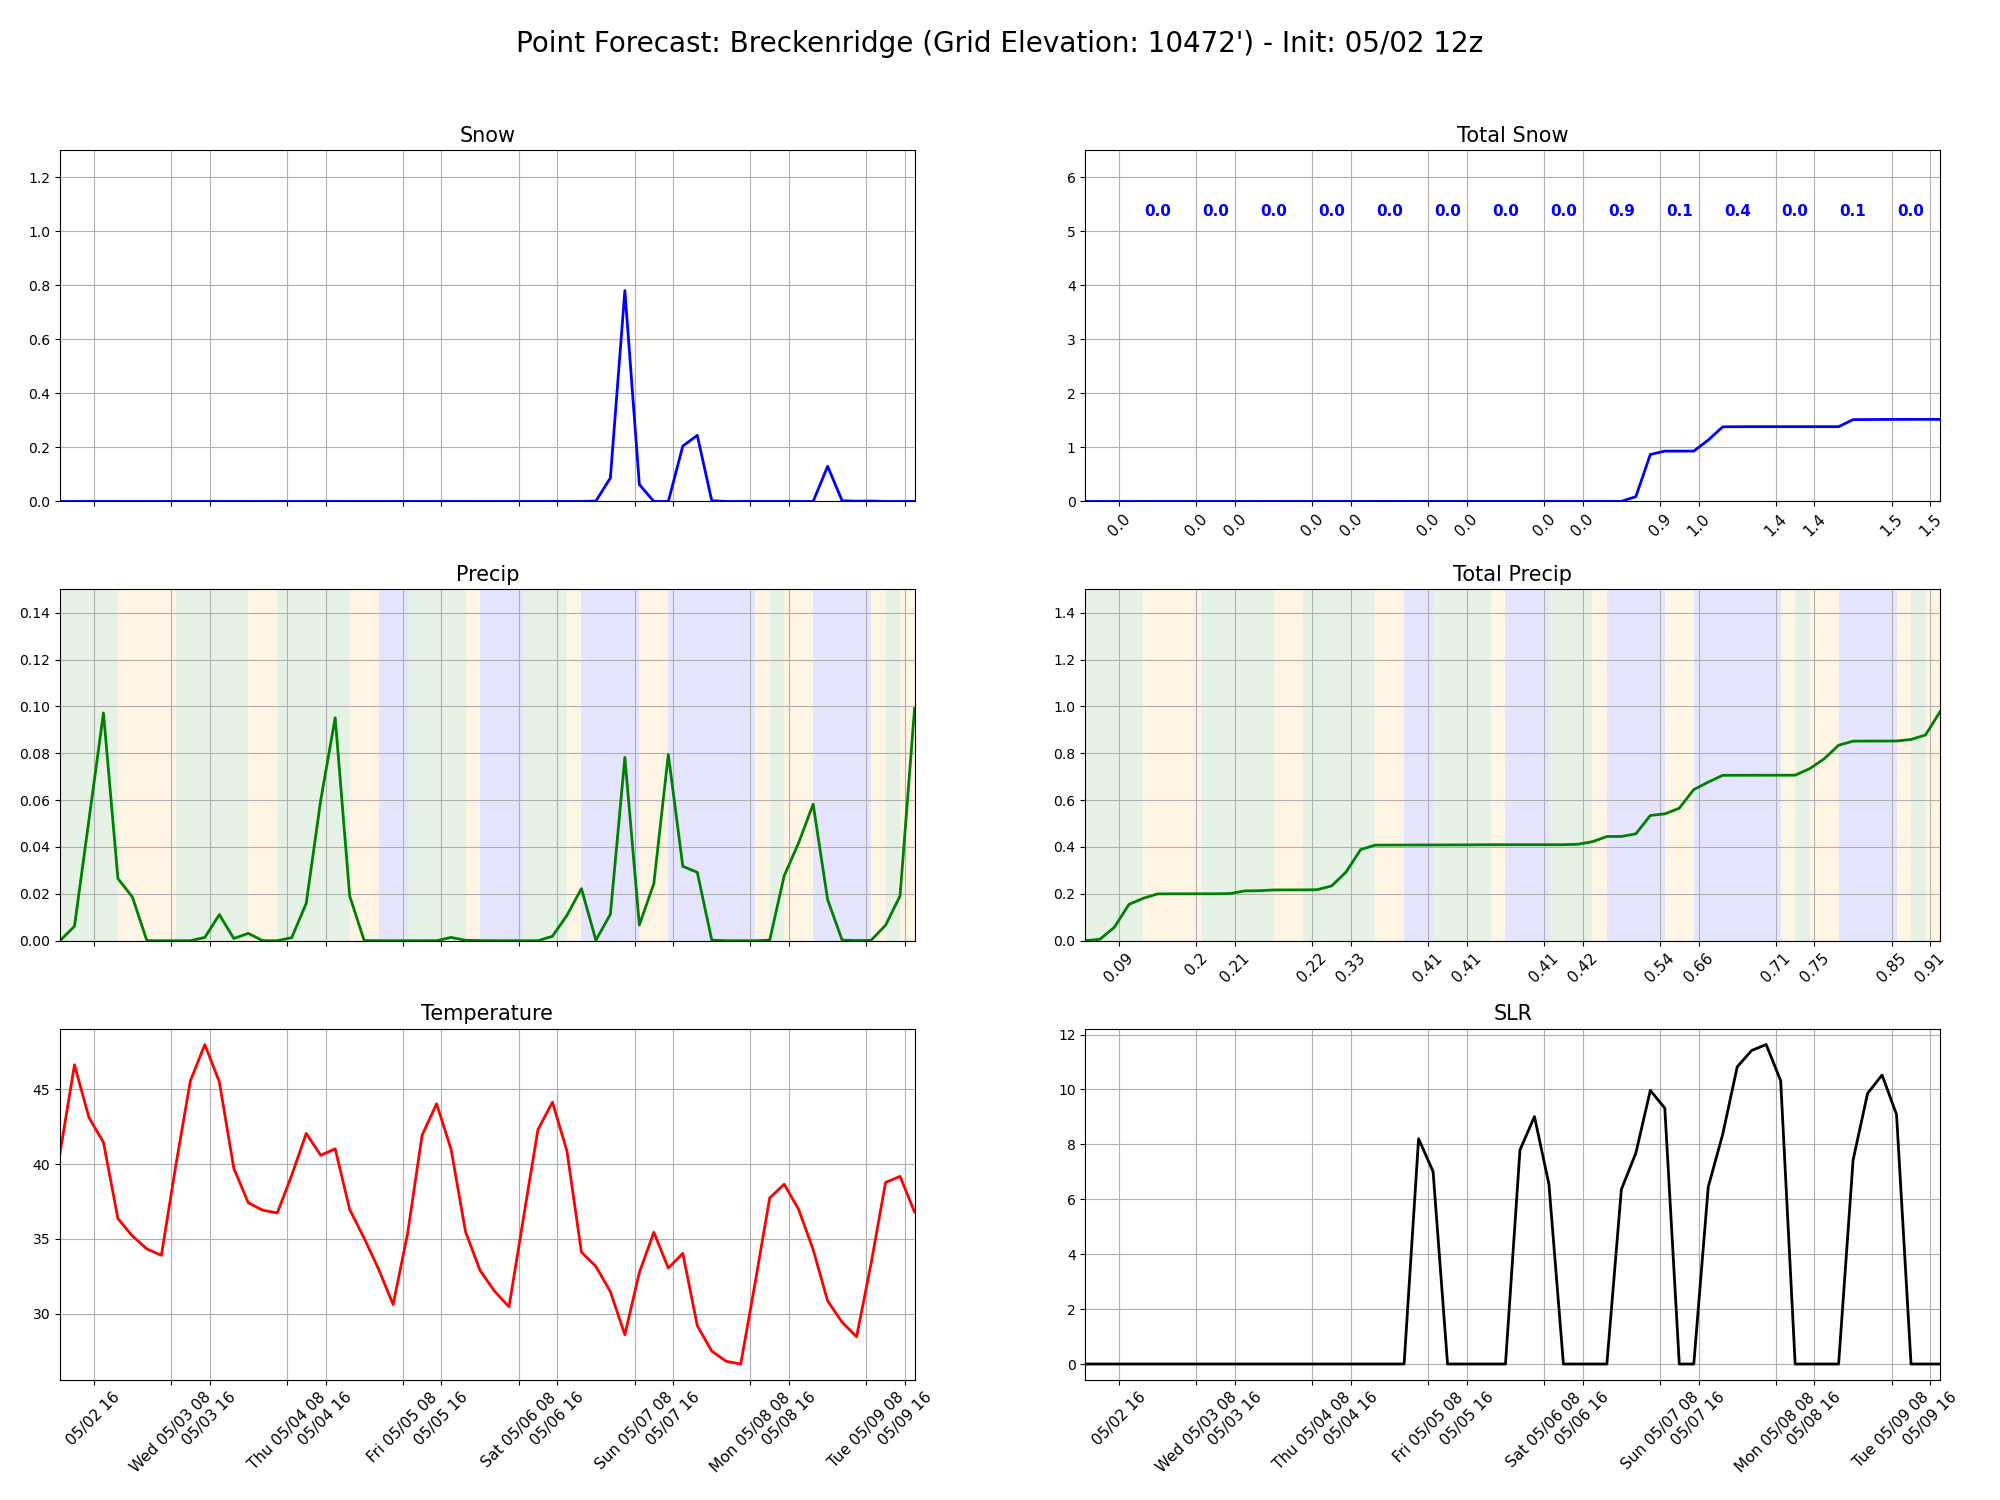 Point Forecast: Breckenridge (Grid Elevation: 10472') - Init: 05/02 12z
Snow
1.2
1.0
0.8
0.6
0.4
0.2
0.0
Total Snow
6
5
4
3
2
1
0
0.0 0.0 0.0 0.0 0.0 0.0 0.0 0.0 0.9 0.1 0.4 0.0 0.1 0.0
0.0 0.0 0.0 0.0 0.0 0.0 0.0 0.0 0.0 0.9 1.0 1.4 1.4 1.5 1.5
Precip
0.14
0.12
0.10
0.08
0.06
0.04
0.02
0.00
Total Precip
1.4
1.2
1.0
0.8
0.6
0.4
0.2
0.0
0.09 0.2 0.21 0.22 0.33 0.41 0.41 0.41 0.42 0.54 0.66 0.71 0.75 0.85 0.91
Temperature
45
40
35
30
05/02 16
Wed 05/03 08
05/03 16
Thu 05/04 08
05/04 16
Fri 05/05 08
05/05 16
Sat 05/06 08
05/06 16
Sun 05/07 08
05/07 16
Mon 05/08 08
05/08 16
Tue 05/09 08
05/09 16
SLR
12
10
8
6
4
2
0
05/02 16
Wed 05/03 08
05/03 16
Thu 05/04 08
05/04 16
Fri 05/05 08
05/05 16
Sat 05/06 08
05/06 16
Sun 05/07 08
05/07 16
Mon 05/08 08
05/08 16
Tue 05/09 08
05/09 16